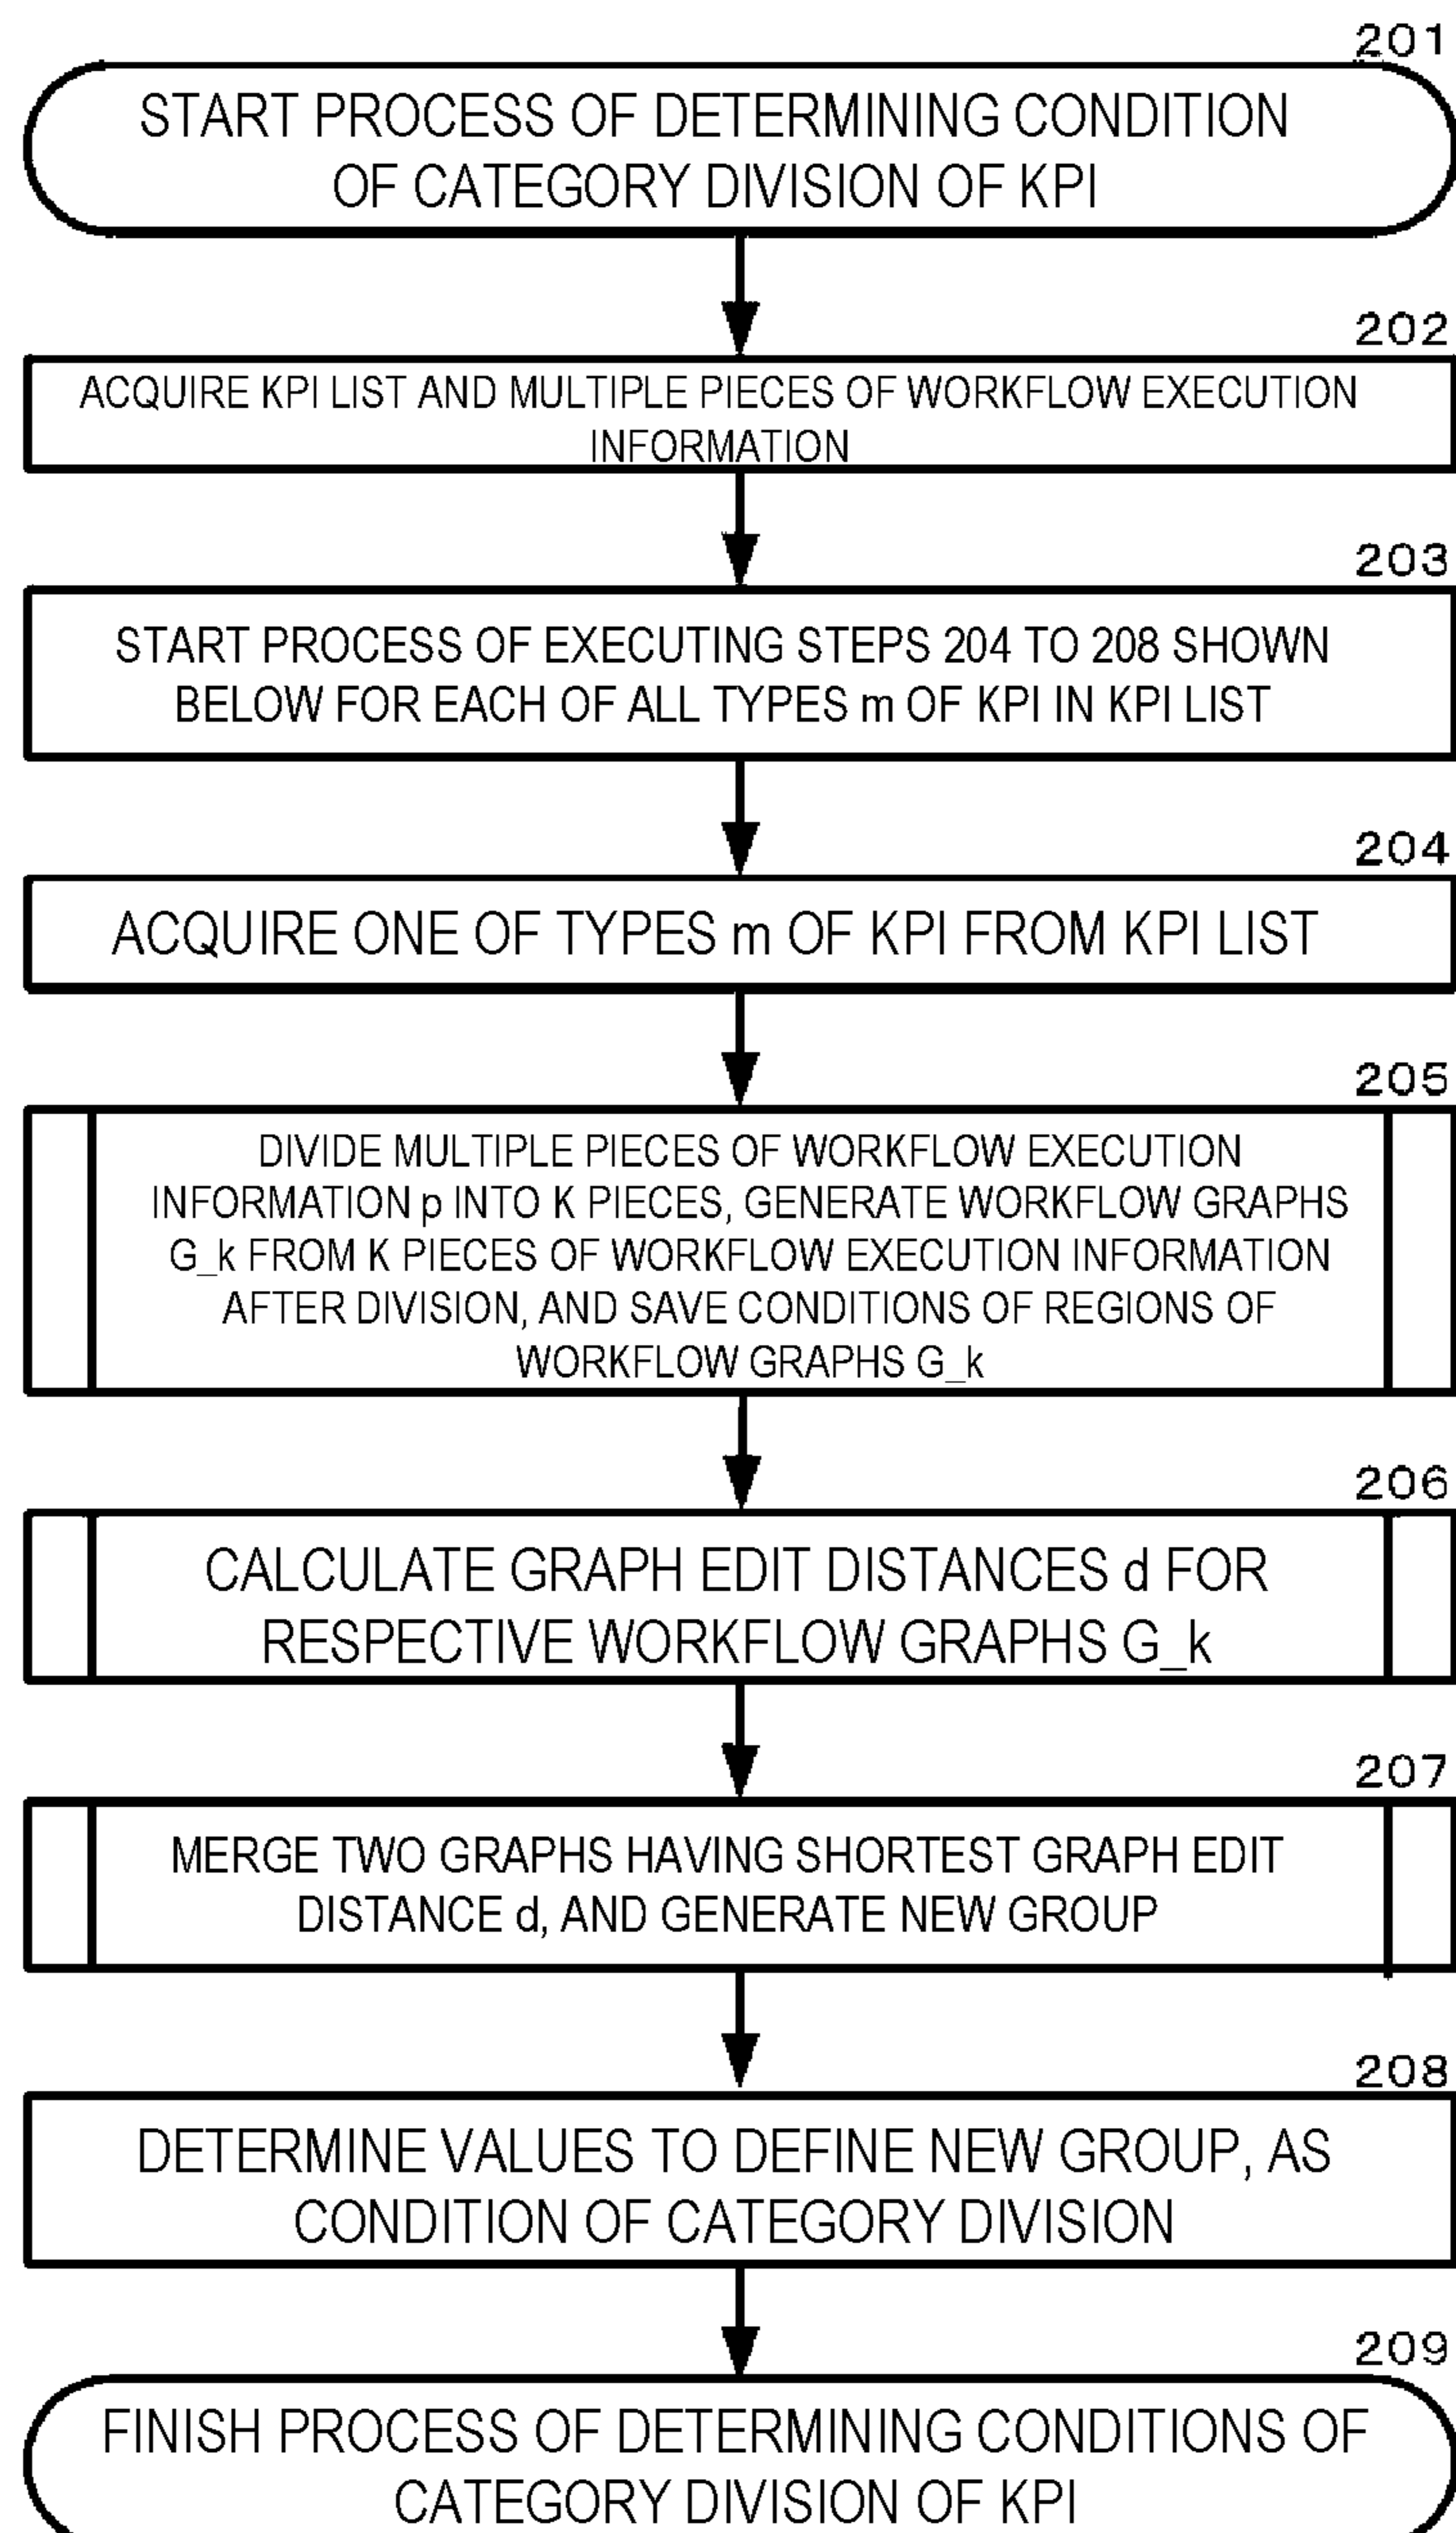 201
START PROCESS OF DETERMINING CONDITION
OF CATEGORY DIVISION OF KPI
202
ACQUIRE KPI LIST AND MULTIPLE PIECES OF WORKFLOW EXECUTION
INFORMATION
203
START PROCESS OF EXECUTING STEPS 204 TO 208 SHOWN
BELOW FOR EACH OF ALL TYPES m OF KPI IN KPI LIST
204
ACQUIRE ONE OF TYPES m OF KPI FROM KPI LIST
205
DIVIDE MULTIPLE PIECES OF WORKFLOW EXECUTION
INFORMATION p INTO K PIECES, GENERATE WORKFLOW GRAPHS
G_k FROM K PIECES OF WORKFLOW EXECUTION INFORMATION
AFTER DIVISION, AND SAVE CONDITIONS OF REGIONS OF
WORKFLOW GRAPHS G_k
206
CALCULATE GRAPH EDIT DISTANCES d FOR
RESPECTIVE WORKFLOW GRAPHS G_k
207
MERGE TWO GRAPHS HAVING SHORTEST GRAPH EDIT
DISTANCE d, AND GENERATE NEW GROUP
208
DETERMINE VALUES TO DEFINE NEW GROUP, AS
CONDITION OF CATEGORY DIVISION
209
FINISH PROCESS OF DETERMINING CONDITIONS OF
CATEGORY DIVISION OF KPI